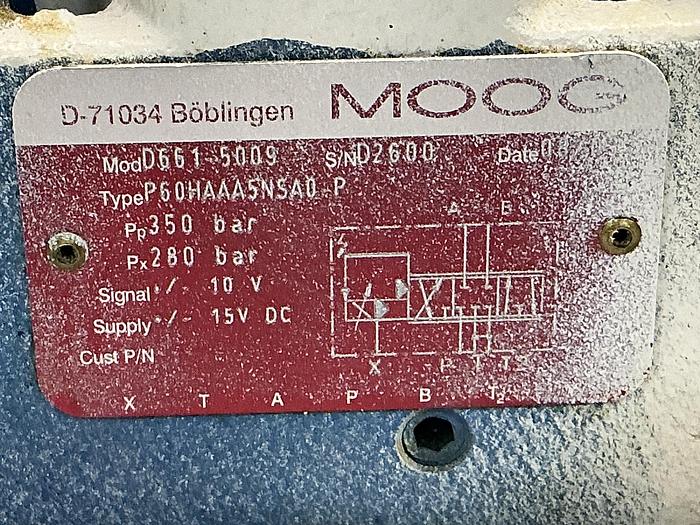 D-71034 Böblingen MOOG
Mod D661-5009 S/N D2600 Date
Type P60HAAA5NSA0-P
Pp 350 bar
Px 280 bar
Signal +/- 10 V
Supply +/- 15V DC
Cust P/N
A B
X P T T2
X T A P B T2